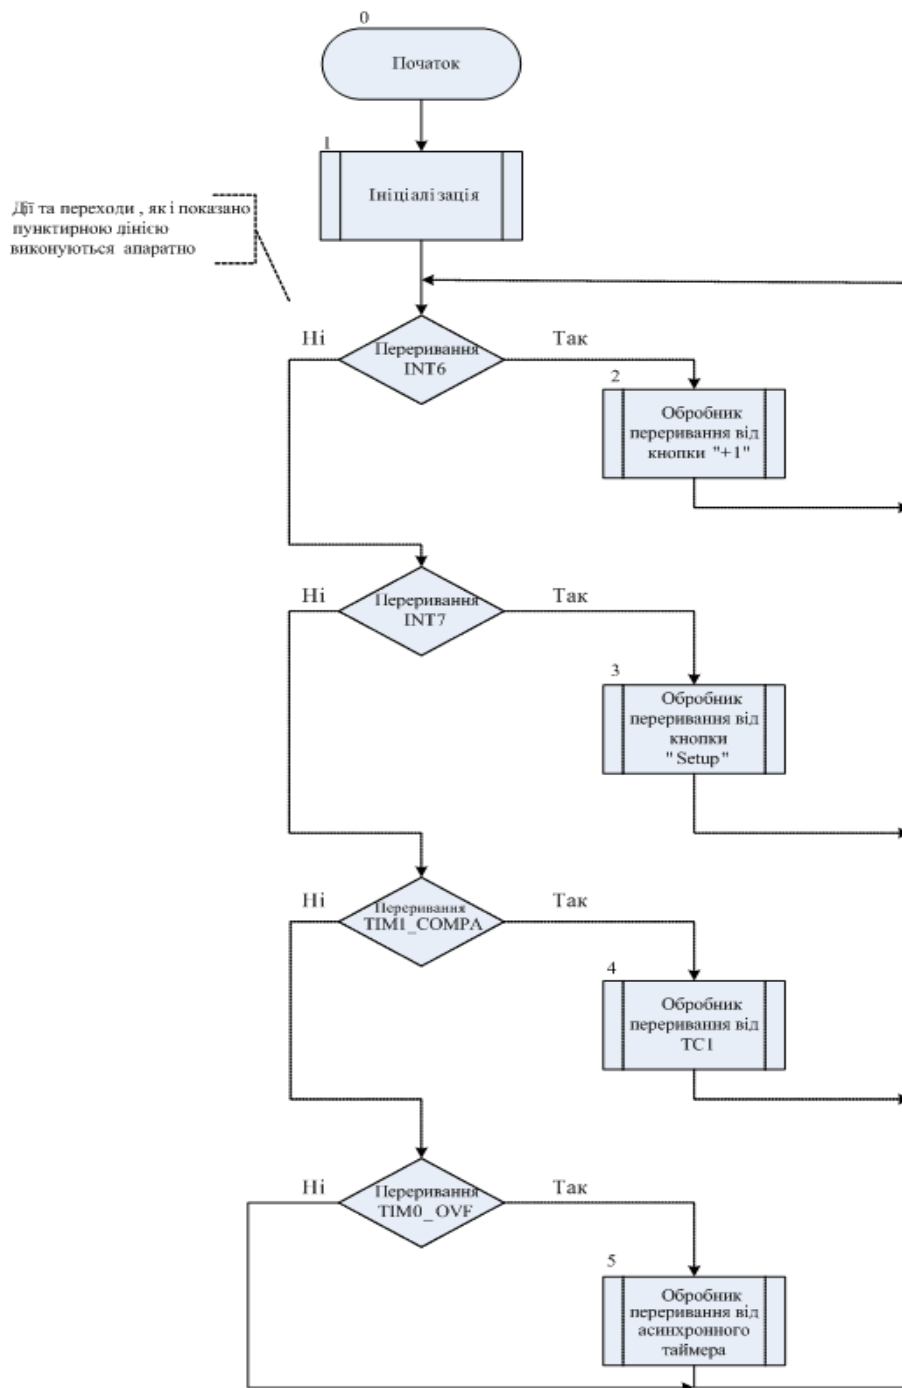 0
Початок
1
Ініціалізація
Дії та переходи , які показано
пунктирною лінією
виконуються апаратно
Ні
Переривання
INT6
Так
2
Обробник
переривання від
кнопки "+1"
Ні
Переривання
INT7
Так
3
Обробник
переривання від
кнопки
"Setup"
Ні
Переривання
TIM1_COMPA
Так
4
Обробник
переривання від
TC1
Ні
Переривання
TIM0_OVF
Так
5
Обробник
переривання від
асинхронного
таймера